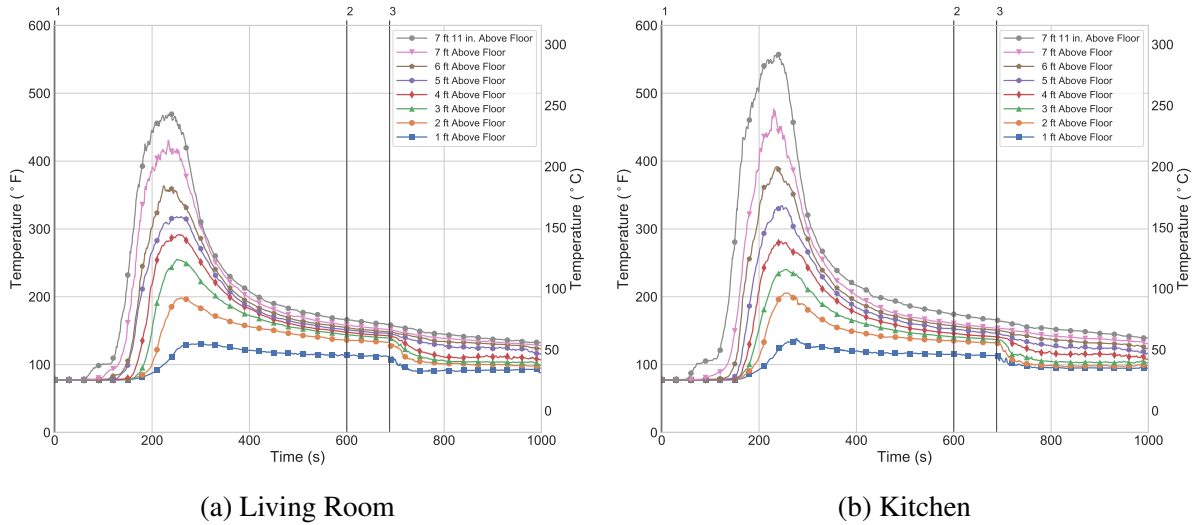 1 2 3
600
500
400
300
200
100
0
Temperature (°F)
300
250
200
150
100
50
0
Temperature (°C)
7 ft 11 in. Above Floor
7 ft Above Floor
6 ft Above Floor
5 ft Above Floor
4 ft Above Floor
3 ft Above Floor
2 ft Above Floor
1 ft Above Floor
0 200 400 600 800 1000
Time (s)
(a) Living Room
1 2 3
600
500
400
300
200
100
0
Temperature (°F)
300
250
200
150
100
50
0
Temperature (°C)
7 ft 11 in. Above Floor
7 ft Above Floor
6 ft Above Floor
5 ft Above Floor
4 ft Above Floor
3 ft Above Floor
2 ft Above Floor
1 ft Above Floor
0 200 400 600 800 1000
Time (s)
(b) Kitchen